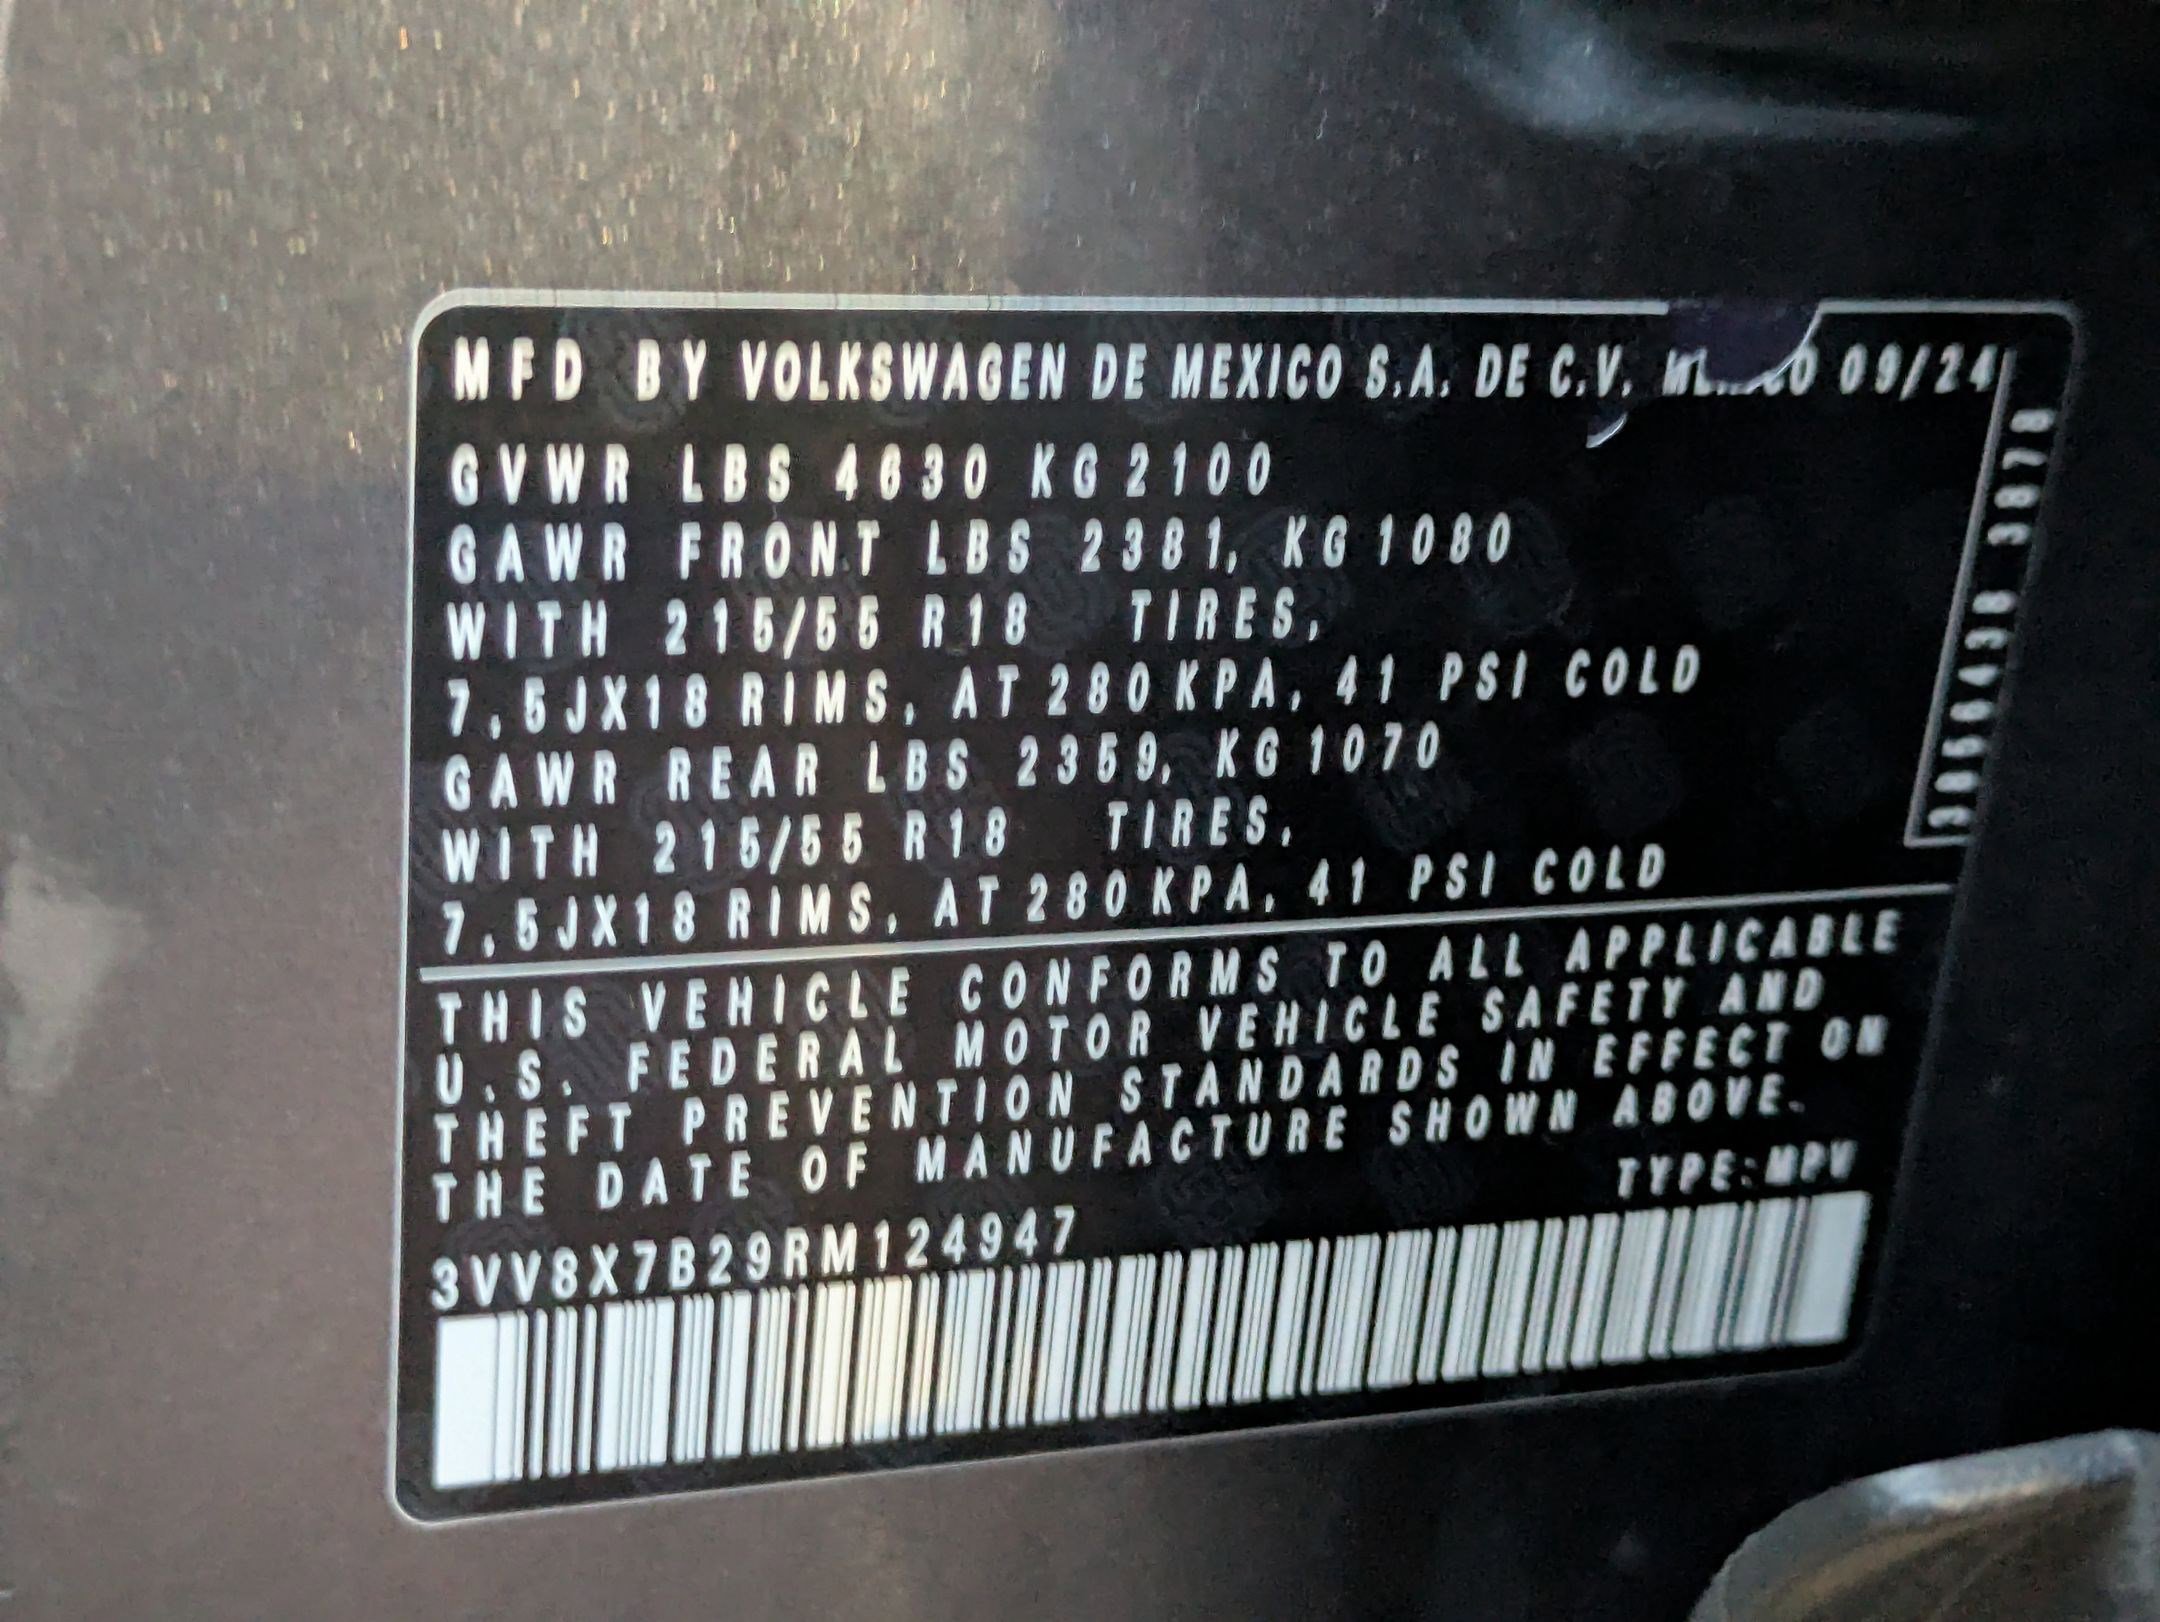 MFD BY VOLKSWAGEN DE MEXICO S.A. DE C.V. 09/24
GVWR LBS 4630 KG 2100
GAWR FRONT LBS 2381, KG 1080
WITH 215/55 R18 TIRES,
7,5JX18 RIMS, AT 280 KPA, 41 PSI COLD
GAWR REAR LBS 2359, KG 1070
WITH 215/55 R18 TIRES,
7,5JX18 RIMS, AT 280 KPA, 41 PSI COLD
THIS VEHICLE CONFORMS TO ALL APPLICABLE
U.S. FEDERAL MOTOR VEHICLE SAFETY AND
THEFT PREVENTION STANDARDS IN EFFECT ON
THE DATE OF MANUFACTURE SHOWN ABOVE.
TYPE: MPV
3VV8X7B29RM124947